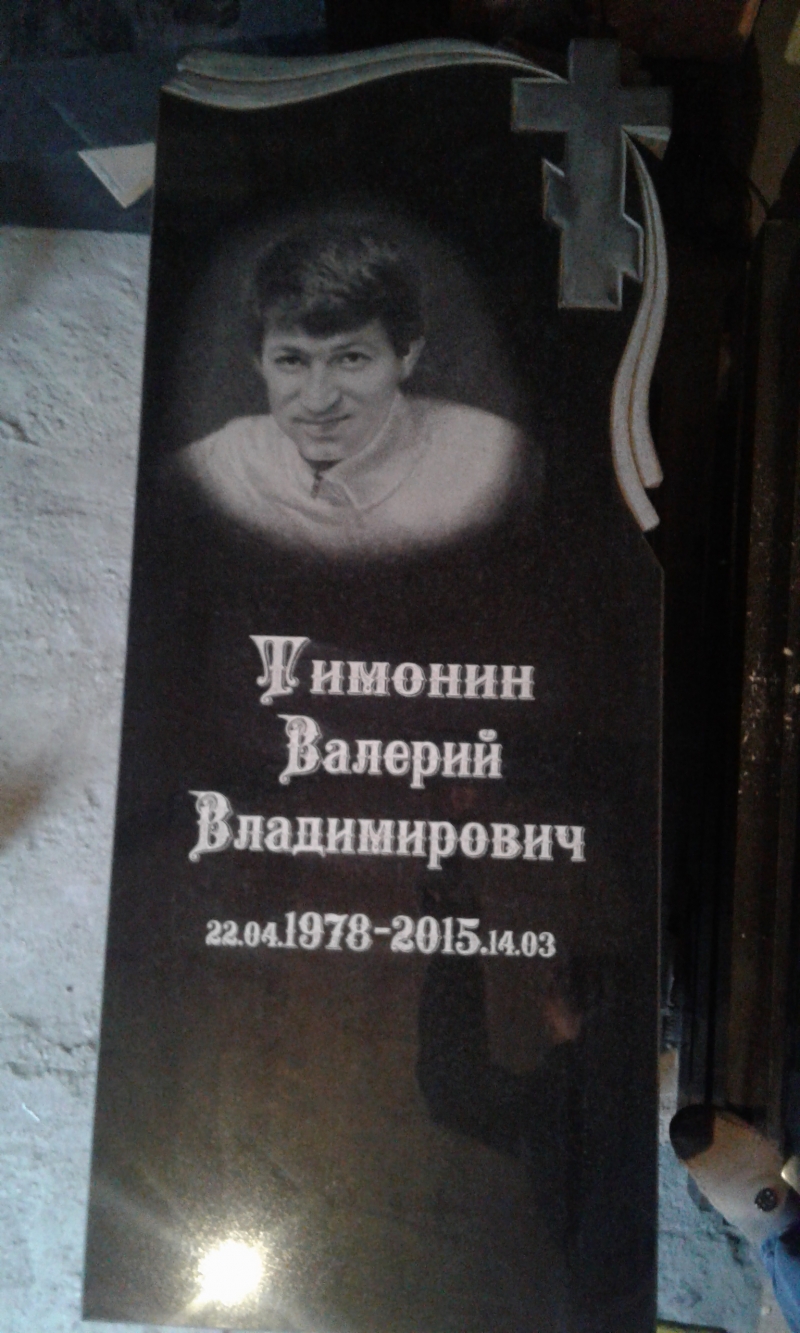 Тимонин
Валерий
Владимирович
22.04.1978-2015.14.03